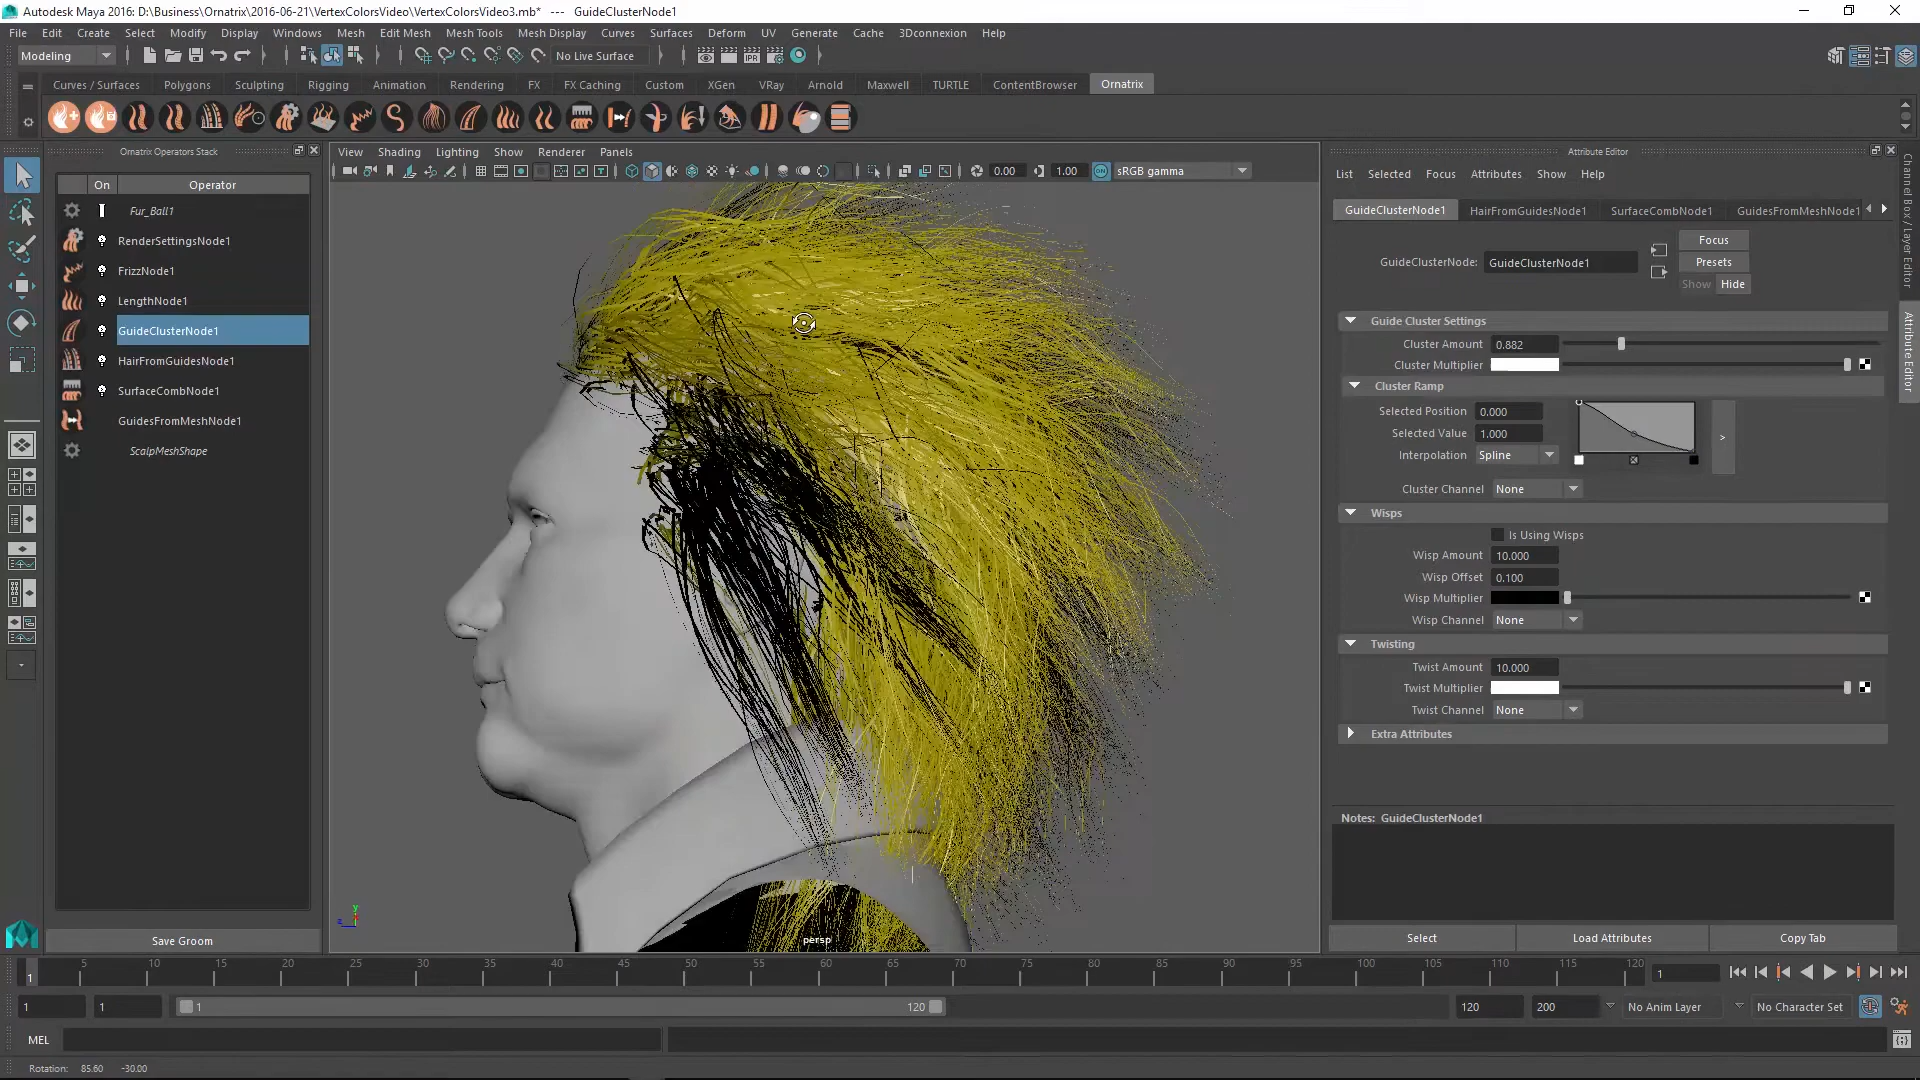 Autodesk Maya 2016: D:\Business\Ornatrix\2016-06-21\VertexColorsVideo\VertexColorsVideo3.mb* --- GuideClusterNode1
File Edit Create Select Modify Display Windows Mesh Edit Mesh Mesh Tools Mesh Display Curves Surfaces Deform UV Generate Cache 3Dconnexion Help
Modeling No Live Surface
Curves / Surfaces Polygons Sculpting Rigging Animation Rendering FX FX Caching Custom XGen VRay Arnold Maxwell TURTLE ContentBrowser Ornatrix
Ornatrix Operators Stack
On Operator
Fur_Ball1
RenderSettingsNode1
FrizzNode1
LengthNode1
GuideClusterNode1
HairFromGuidesNode1
SurfaceCombNode1
GuidesFromMeshNode1
ScalpMeshShape
Save Groom
View Shading Lighting Show Renderer Panels
0.00 1.00 ON sRGB gamma
y
z
persp
Attribute Editor
List Selected Focus Attributes Show Help
GuideClusterNode1 HairFromGuidesNode1 SurfaceCombNode1 GuidesFromMeshNode1
GuideClusterNode: GuideClusterNode1
Focus
Presets
Show Hide
Guide Cluster Settings
Cluster Amount 0.882
Cluster Multiplier
Cluster Ramp
Selected Position 0.000
Selected Value 1.000
>
Interpolation Spline
Cluster Channel None
Wisps
Is Using Wisps
Wisp Amount 10.000
Wisp Offset 0.100
Wisp Multiplier
Wisp Channel None
Twisting
Twist Amount 10.000
Twist Multiplier
Twist Channel None
Extra Attributes
Notes: GuideClusterNode1
Select Load Attributes Copy Tab
Channel Box / Layer Editor
Attribute Editor
1 5 10 15 20 25 30 35 40 45 50 55 60 65 70 75 80 85 90 95 100 105 110 115 120 1
1 1 1 120 120 200 No Anim Layer No Character Set
MEL
Rotation: 85.60 -30.00